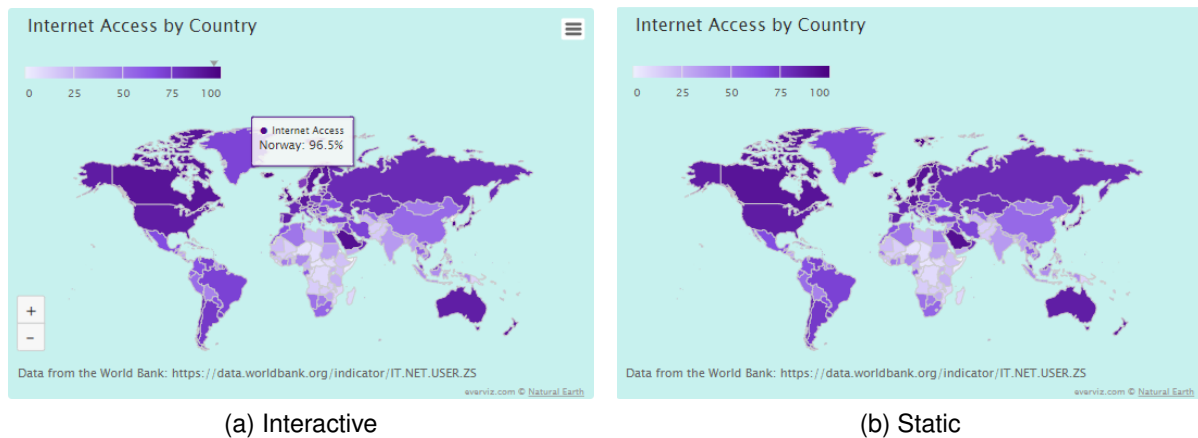 Internet Access by Country
0 25 50 75 100
Internet Access
Norway: 96.5%
+
−
Data from the World Bank: https://data.worldbank.org/indicator/IT.NET.USER.ZS
everviz.com © Natural Earth
(a) Interactive
Internet Access by Country
0 25 50 75 100
Data from the World Bank: https://data.worldbank.org/indicator/IT.NET.USER.ZS
everviz.com © Natural Earth
(b) Static